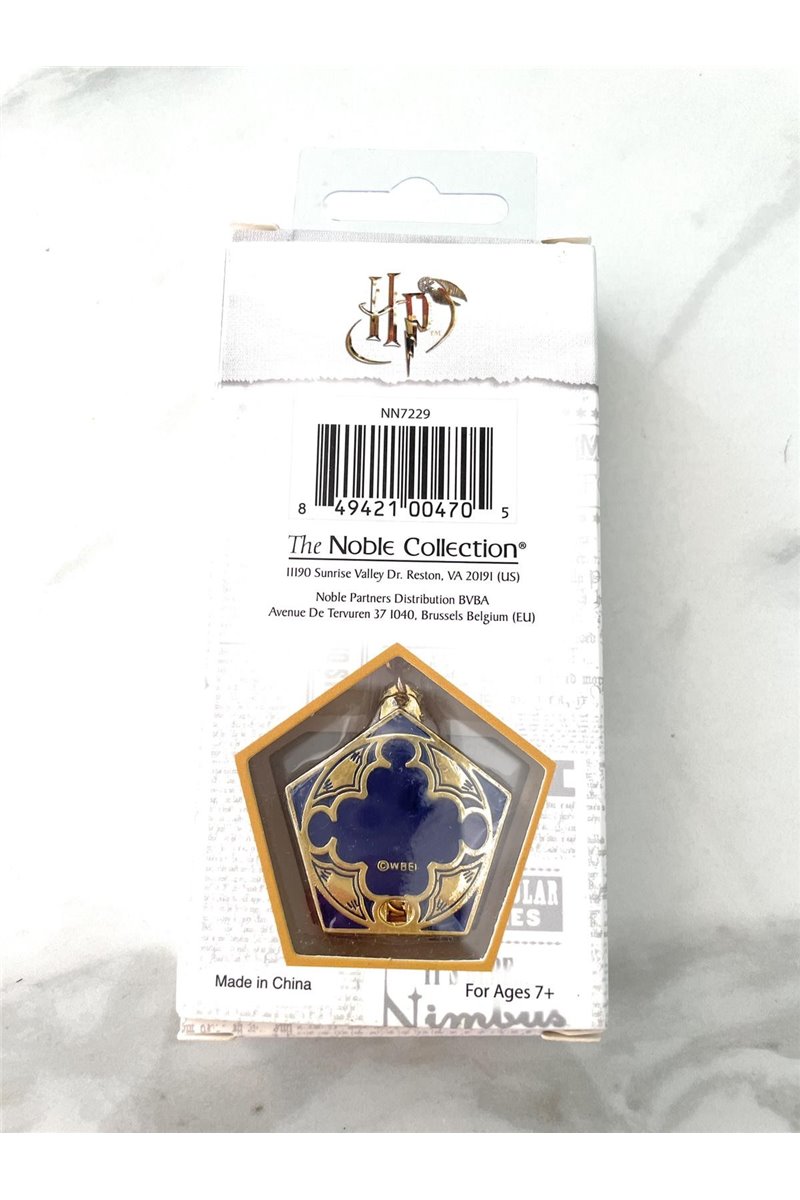 HP™
NN7229
8 49421 00470 5
The Noble Collection®
11190 Sunrise Valley Dr. Reston, VA 20191 (US)
Noble Partners Distribution BVBA
Avenue De Tervuren 37 1040, Brussels Belgium (EU)
©WBEI
Made in China
For Ages 7+
Nimbus